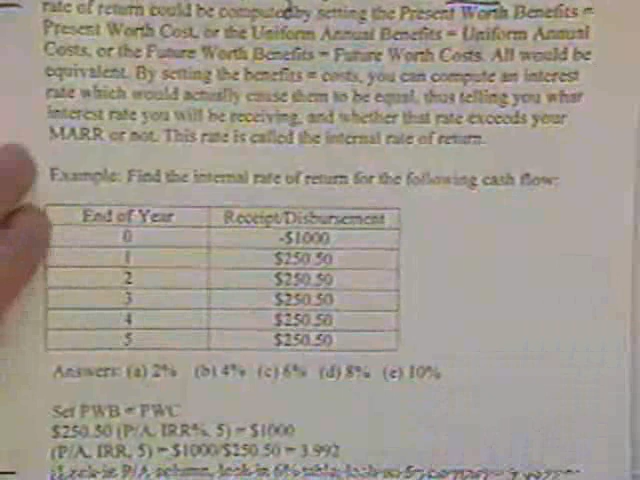 rate of return could be computed by setting the Present Worth Benefits =
Present Worth Cost, or the Uniform Annual Benefits = Uniform Annual
Costs, or the Future Worth Benefits = Future Worth Costs. All would be
equivalent. By setting the benefits = costs, you can compute an interest
rate which would actually cause them to be equal, thus telling you what
interest rate you will be receiving, and whether that rate exceeds your
MARR or not. This rate is called the internal rate of return.
Example: Find the internal rate of return for the following cash flow:
End of Year Receipt/Disbursement
0 -$1000
1 $250.50
2 $250.50
3 $250.50
4 $250.50
5 $250.50
Answers: (a) 2% (b) 4% (c) 6% (d) 8% (e) 10%
Set PWB = PWC
$250.50 (P/A, IRR%, 5) = $1000
(P/A, IRR, 5) = $1000/$250.50 = 3.992
look in P/A column, look in